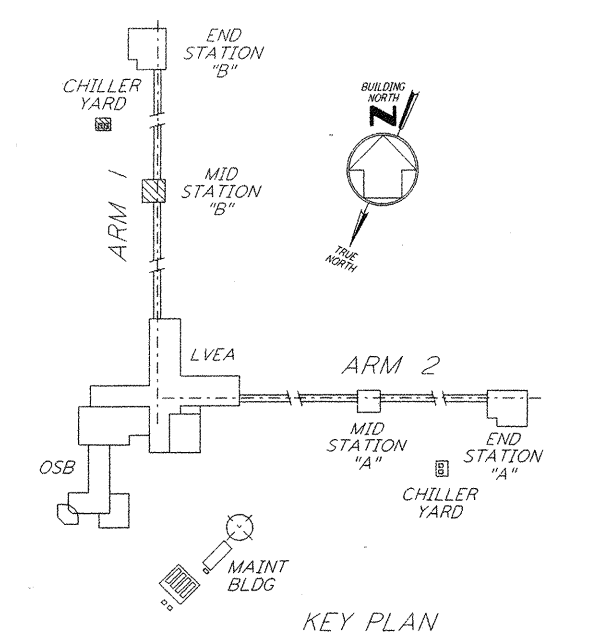 END
STATION
"B"
CHILLER
YARD
BUILDING
NORTH
N
MID
STATION
"B"
ARM 1
TRUE
NORTH
LVEA
ARM 2
MID
STATION
"A"
END
STATION
"A"
OSB
CHILLER
YARD
MAINT
BLDG
KEY PLAN